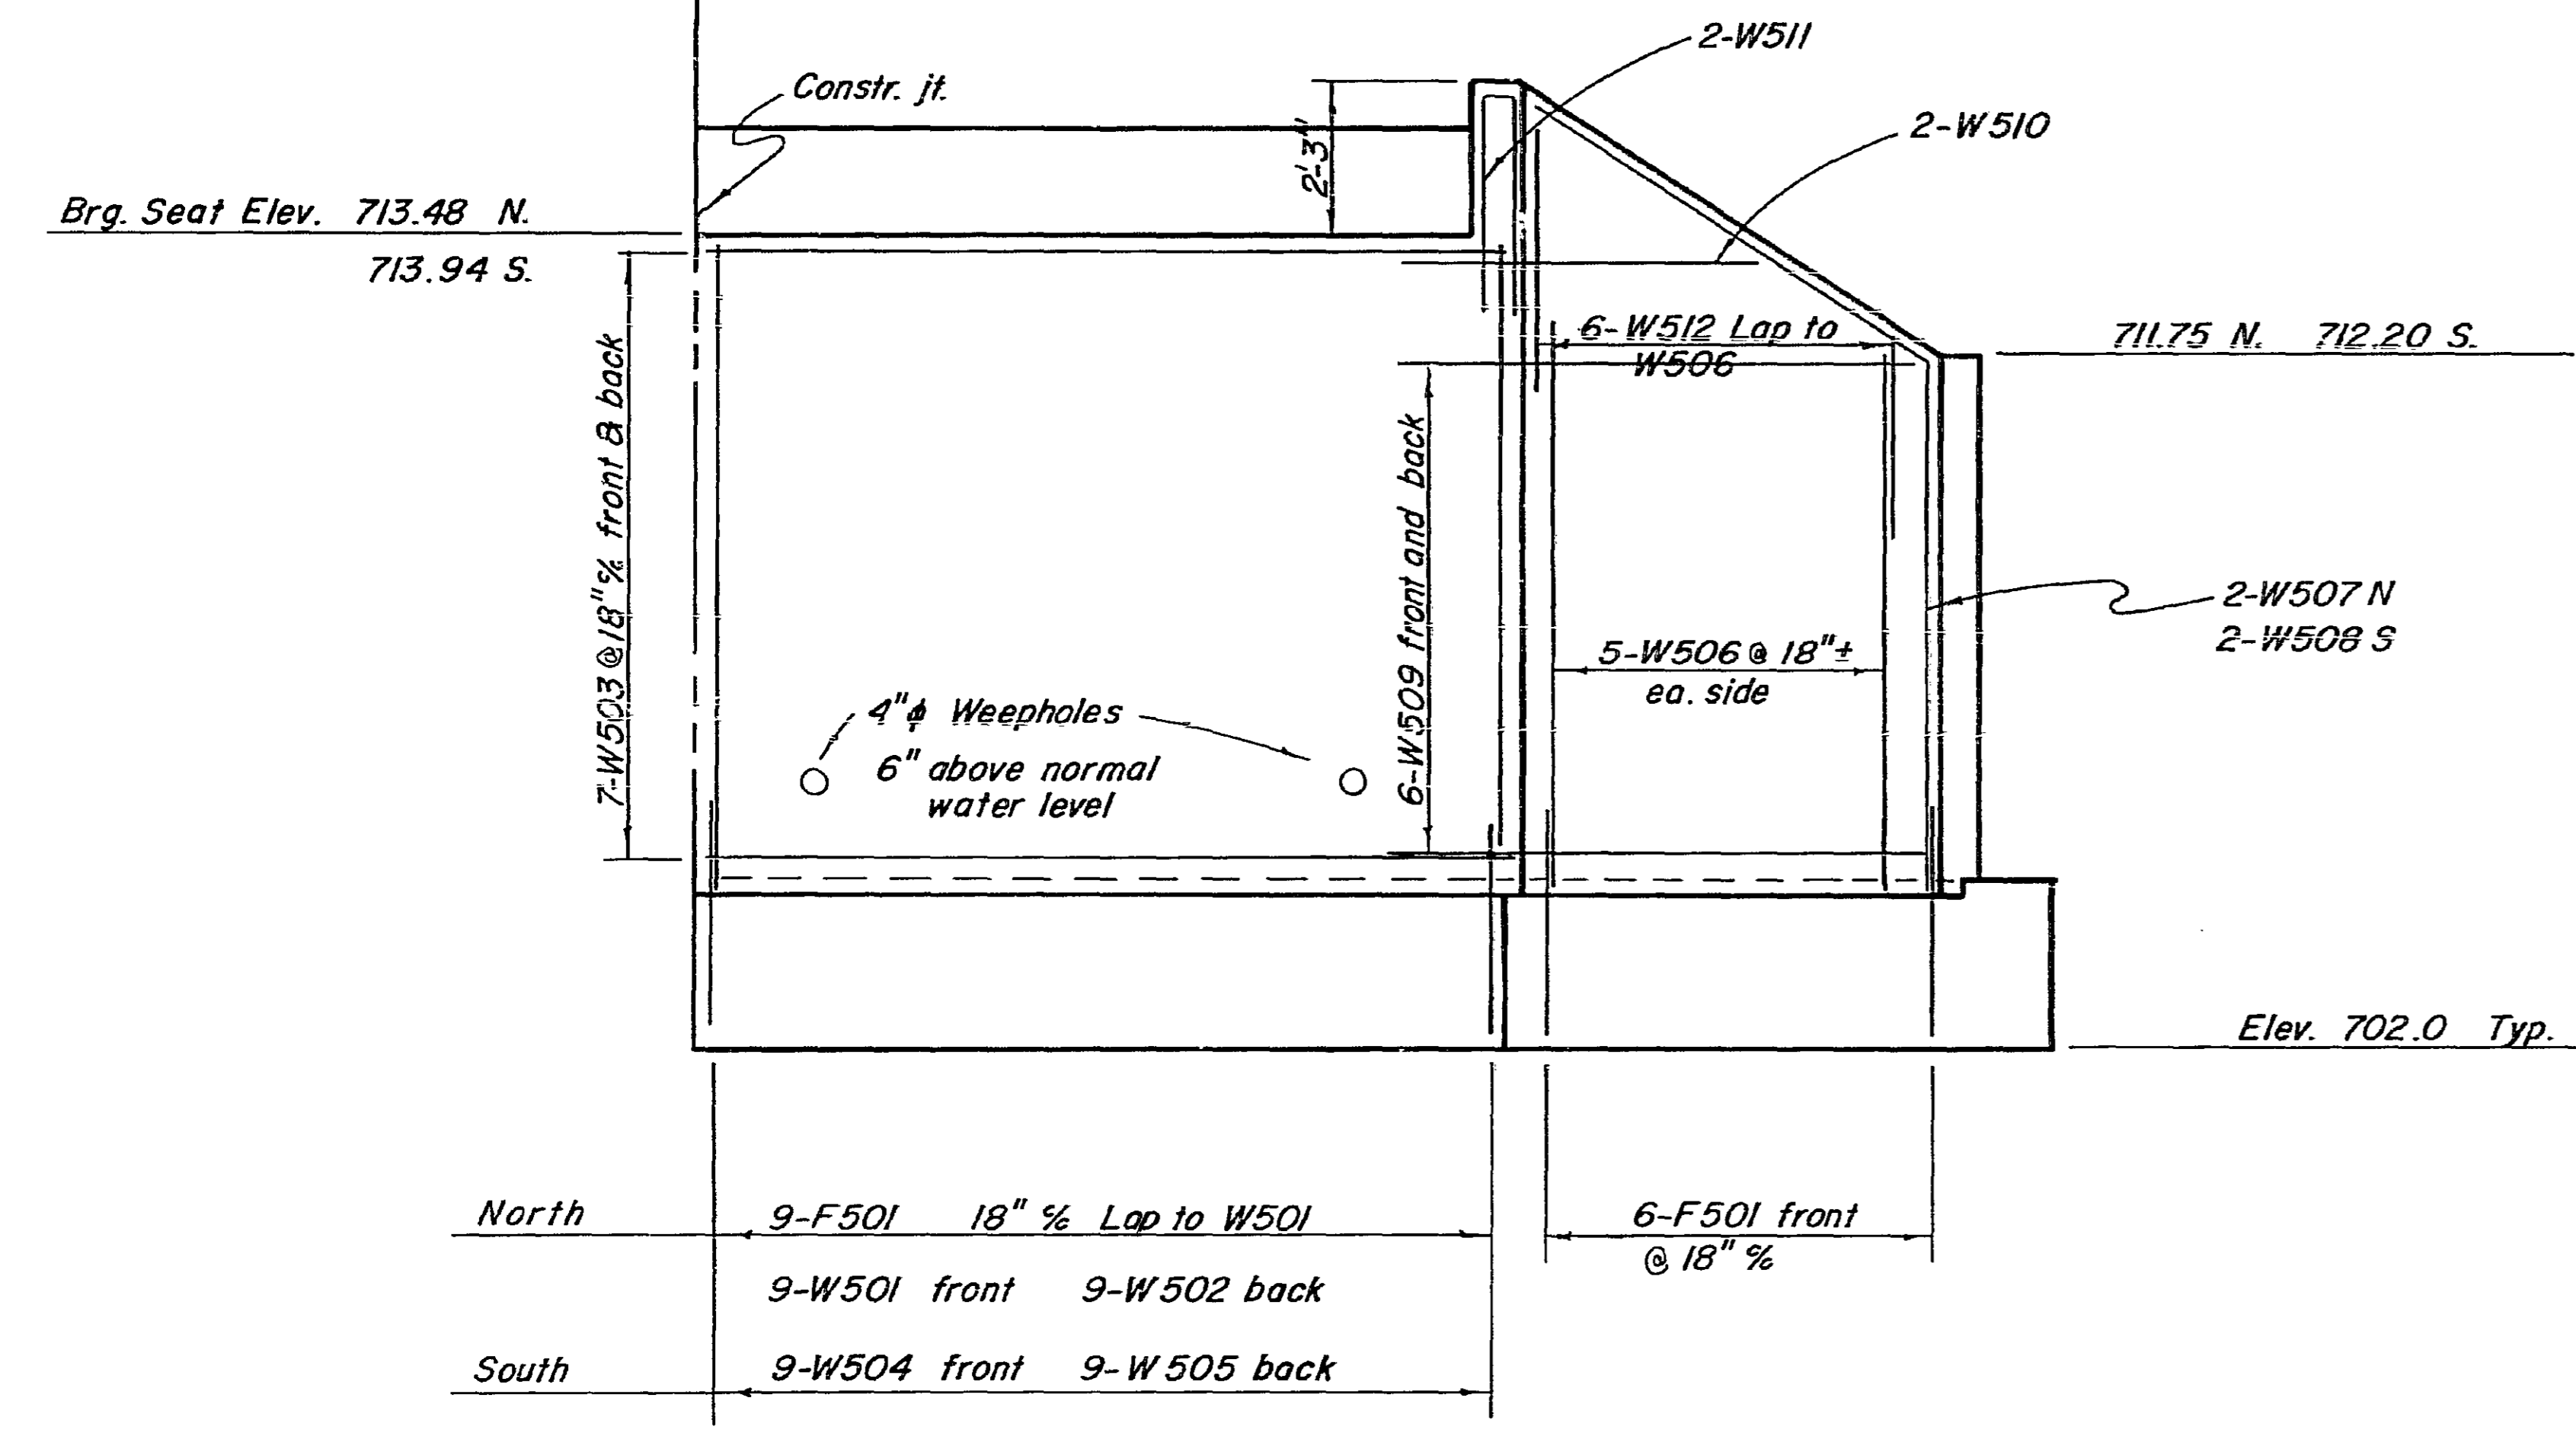 2-W511
Constr. jt.
2'-3"
2-W510
Brg. Seat Elev. 713.48 N.
713.94 S.
6-W512 Lap to
W506
711.75 N. 712.20 S.
7-W503 @ 18" c/c front & back
6-W509 front and back
2-W507 N
2-W508 S
5-W506 @ 18" ±
ea. side
4"ϕ Weepholes
6" above normal
water level
Elev. 702.0 Typ.
North 9-F501 18" c/c Lap to W501
6-F501 front
@ 18" c/c
9-W501 front 9-W502 back
South 9-W504 front 9-W505 back